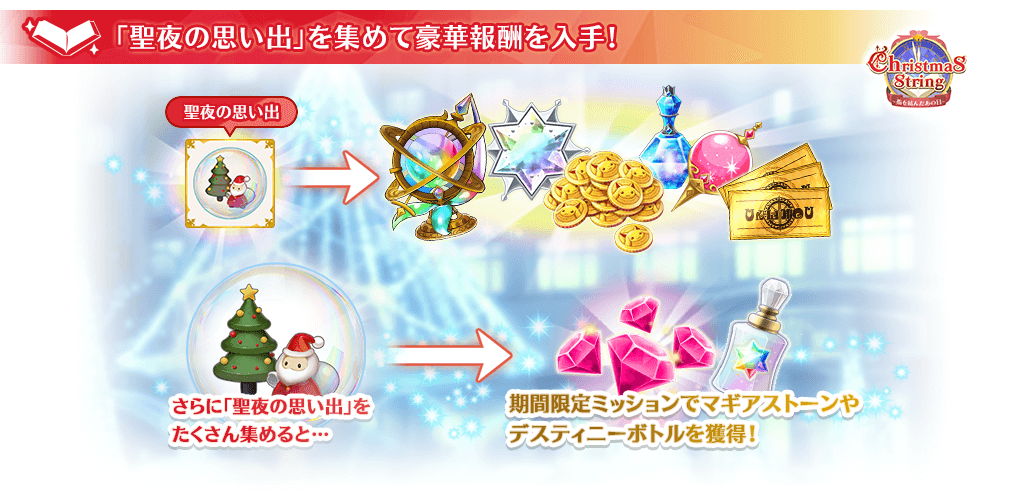 「聖夜の思い出」を集めて豪華報酬を入手!
Christmas
String
聖夜の思い出
さらに「聖夜の思い出」を
たくさん集めると…
期間限定ミッションでマギアストーンや
デスティニーボトルを獲得!